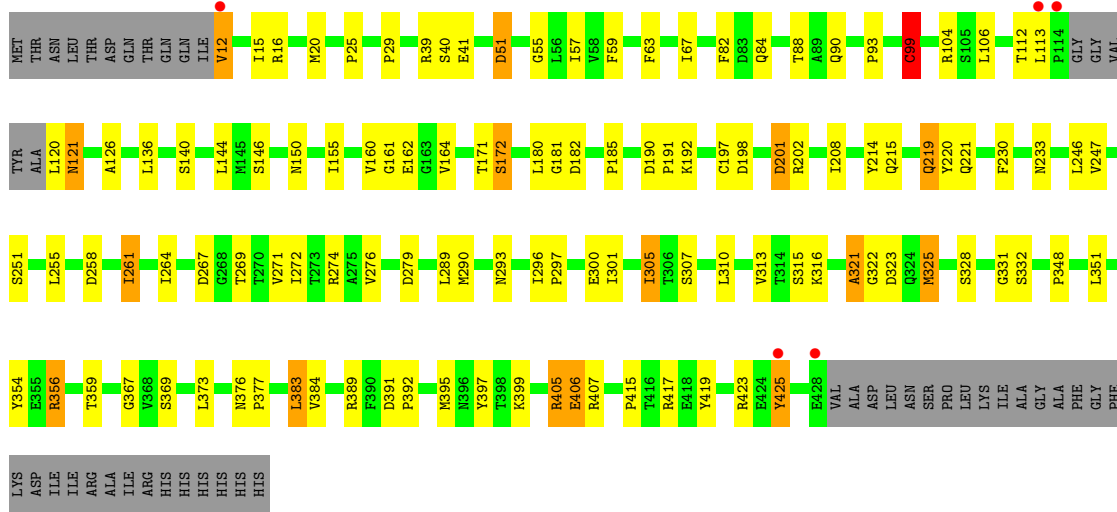 MET THR ASN LEU THR ASP GLN THR GLN GLN ILE V12 I15 R16 M20 P25 P29 R39 S40 E41 D51 G55 L56 I57 V58 F59 F63 I67 F82 D83 Q84 T88 A89 Q90 P93 C99 R104 S105 L106 T112 L113 P114 GLY GLY VAL
TYR ALA L120 N121 A126 L136 S140 L144 M145 S146 N150 I155 V160 G161 E162 G163 V164 T171 S172 L180 G181 D182 P185 D190 P191 K192 C197 D198 D201 R202 I208 Y214 Q215 Q219 Y220 Q221 F230 N233 L246 V247
S251 L255 D258 I261 I264 D267 G268 T269 T270 V271 I272 T273 R274 A275 V276 D279 L289 M290 N293 I296 P297 E300 I301 I305 T306 S307 L310 V313 T314 S315 K316 A321 G322 D323 Q324 M325 S328 G331 S332 P348 L351
Y354 E355 R356 T359 G367 V368 S369 L373 N376 P377 L383 V384 R389 F390 D391 P392 M395 N396 Y397 T398 K399 R405 E406 R407 P415 T416 R417 E418 Y419 R423 E424 Y425 E428 VAL ALA ASP LEU ASN SER PRO LEU LYS ILE ALA GLY ALA PHE GLY PHE
LYS ASP ILE ILE ARG ALA ILE ARG HIS HIS HIS HIS HIS HIS